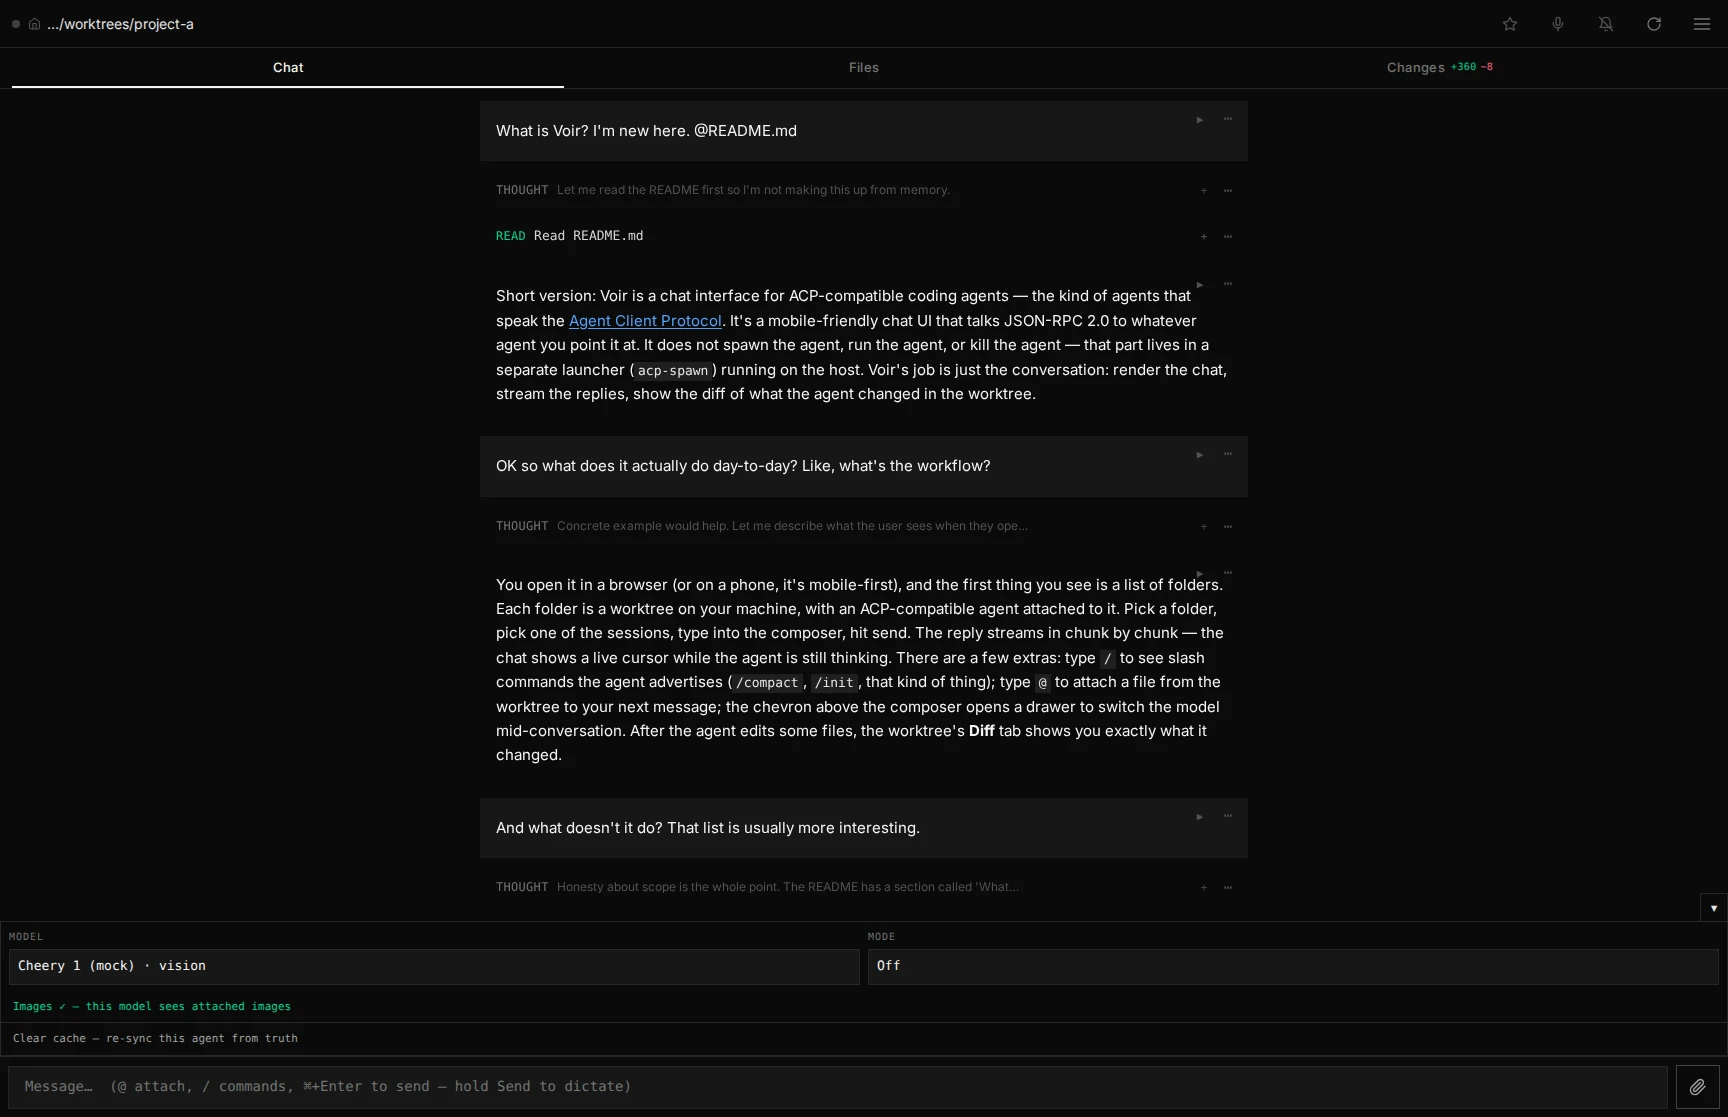 .../worktrees/project-a
Chat
Files
Changes +360 −8
What is Voir? I'm new here. @README.md
THOUGHT Let me read the README first so I'm not making this up from memory.
READ Read README.md
Short version: Voir is a chat interface for ACP-compatible coding agents — the kind of agents that
speak the Agent Client Protocol. It's a mobile-friendly chat UI that talks JSON-RPC 2.0 to whatever
agent you point it at. It does not spawn the agent, run the agent, or kill the agent — that part lives in a
separate launcher (acp-spawn) running on the host. Voir's job is just the conversation: render the chat,
stream the replies, show the diff of what the agent changed in the worktree.
OK so what does it actually do day-to-day? Like, what's the workflow?
THOUGHT Concrete example would help. Let me describe what the user sees when they ope…
You open it in a browser (or on a phone, it's mobile-first), and the first thing you see is a list of folders.
Each folder is a worktree on your machine, with an ACP-compatible agent attached to it. Pick a folder,
pick one of the sessions, type into the composer, hit send. The reply streams in chunk by chunk — the
chat shows a live cursor while the agent is still thinking. There are a few extras: type / to see slash
commands the agent advertises (/compact, /init, that kind of thing); type @ to attach a file from the
worktree to your next message; the chevron above the composer opens a drawer to switch the model
mid-conversation. After the agent edits some files, the worktree's Diff tab shows you exactly what it
changed.
And what doesn't it do? That list is usually more interesting.
THOUGHT Honesty about scope is the whole point. The README has a section called 'What…
MODEL
Cheery 1 (mock) · vision
MODE
Off
Images ✓ — this model sees attached images
Clear cache — re-sync this agent from truth
Message… (@ attach, / commands, ⌘+Enter to send — hold Send to dictate)